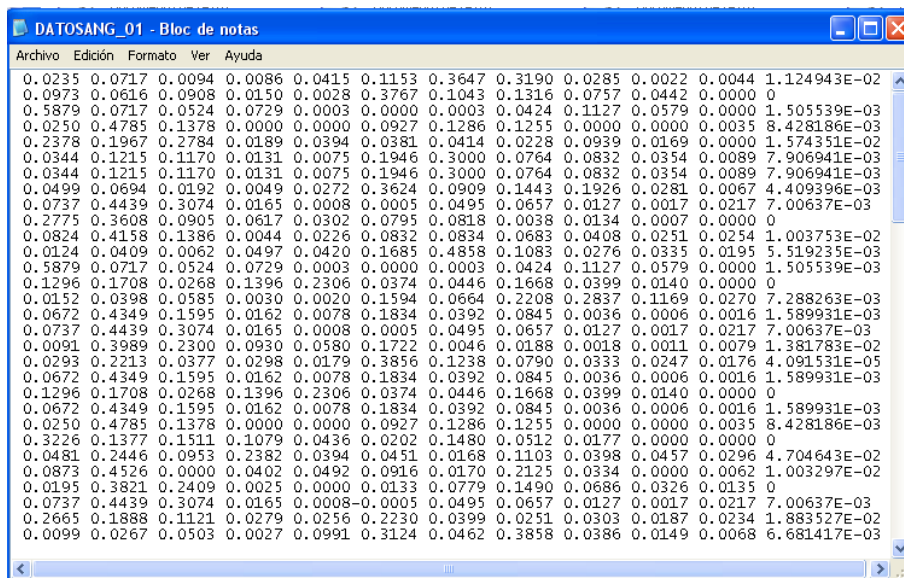 DATOSANG_01 - Bloc de notas
Archivo Edición Formato Ver Ayuda
0.0235 0.0717 0.0094 0.0086 0.0415 0.1153 0.3647 0.3190 0.0285 0.0022 0.0044 1.124943E-02
0.0973 0.0616 0.0908 0.0150 0.0028 0.3767 0.1043 0.1316 0.0757 0.0442 0.0000 0
0.5879 0.0717 0.0524 0.0729 0.0003 0.0000 0.0003 0.0424 0.1127 0.0579 0.0000 1.505539E-03
0.0250 0.4785 0.1378 0.0000 0.0000 0.0927 0.1286 0.1255 0.0000 0.0000 0.0035 8.428186E-03
0.2378 0.1967 0.2784 0.0189 0.0394 0.0381 0.0414 0.0228 0.0939 0.0169 0.0000 1.574351E-02
0.0344 0.1215 0.1170 0.0131 0.0075 0.1946 0.3000 0.0764 0.0832 0.0354 0.0089 7.906941E-03
0.0344 0.1215 0.1170 0.0131 0.0075 0.1946 0.3000 0.0764 0.0832 0.0354 0.0089 7.906941E-03
0.0499 0.0694 0.0192 0.0049 0.0272 0.3624 0.0909 0.1443 0.1926 0.0281 0.0067 4.409396E-03
0.0737 0.4439 0.3074 0.0165 0.0008 0.0005 0.0495 0.0657 0.0127 0.0017 0.0217 7.00637E-03
0.2775 0.3608 0.0905 0.0617 0.0302 0.0795 0.0818 0.0038 0.0134 0.0007 0.0000 0
0.0824 0.4158 0.1386 0.0044 0.0226 0.0832 0.0834 0.0683 0.0408 0.0251 0.0254 1.003753E-02
0.0124 0.0409 0.0062 0.0497 0.0420 0.1685 0.4858 0.1083 0.0276 0.0335 0.0195 5.519235E-03
0.5879 0.0717 0.0524 0.0729 0.0003 0.0000 0.0003 0.0424 0.1127 0.0579 0.0000 1.505539E-03
0.1296 0.1708 0.0268 0.1396 0.2306 0.0374 0.0446 0.1668 0.0399 0.0140 0.0000 0
0.0152 0.0398 0.0585 0.0030 0.0020 0.1594 0.0664 0.2208 0.2837 0.1169 0.0270 7.288263E-03
0.0672 0.4349 0.1595 0.0162 0.0078 0.1834 0.0392 0.0845 0.0036 0.0006 0.0016 1.589931E-03
0.0737 0.4439 0.3074 0.0165 0.0008 0.0005 0.0495 0.0657 0.0127 0.0017 0.0217 7.00637E-03
0.0091 0.3989 0.2300 0.0930 0.0580 0.1722 0.0046 0.0188 0.0018 0.0011 0.0079 1.381783E-02
0.0293 0.2213 0.0377 0.0298 0.0179 0.3856 0.1238 0.0790 0.0333 0.0247 0.0176 4.091531E-05
0.0672 0.4349 0.1595 0.0162 0.0078 0.1834 0.0392 0.0845 0.0036 0.0006 0.0016 1.589931E-03
0.1296 0.1708 0.0268 0.1396 0.2306 0.0374 0.0446 0.1668 0.0399 0.0140 0.0000 0
0.0672 0.4349 0.1595 0.0162 0.0078 0.1834 0.0392 0.0845 0.0036 0.0006 0.0016 1.589931E-03
0.0250 0.4785 0.1378 0.0000 0.0000 0.0927 0.1286 0.1255 0.0000 0.0000 0.0035 8.428186E-03
0.3226 0.1377 0.1511 0.1079 0.0436 0.0202 0.1480 0.0512 0.0177 0.0000 0.0000 0
0.0481 0.2446 0.0953 0.2382 0.0394 0.0451 0.0168 0.1103 0.0398 0.0457 0.0296 4.704643E-02
0.0873 0.4526 0.0000 0.0402 0.0492 0.0916 0.0170 0.2125 0.0334 0.0000 0.0062 1.003297E-02
0.0195 0.3821 0.2409 0.0025 0.0000 0.0133 0.0779 0.1490 0.0686 0.0326 0.0135 0
0.0737 0.4439 0.3074 0.0165 0.0008-0.0005 0.0495 0.0657 0.0127 0.0017 0.0217 7.00637E-03
0.2665 0.1888 0.1121 0.0279 0.0256 0.2230 0.0399 0.0251 0.0303 0.0187 0.0234 1.883527E-02
0.0099 0.0267 0.0503 0.0027 0.0991 0.3124 0.0462 0.3858 0.0386 0.0149 0.0068 6.681417E-03